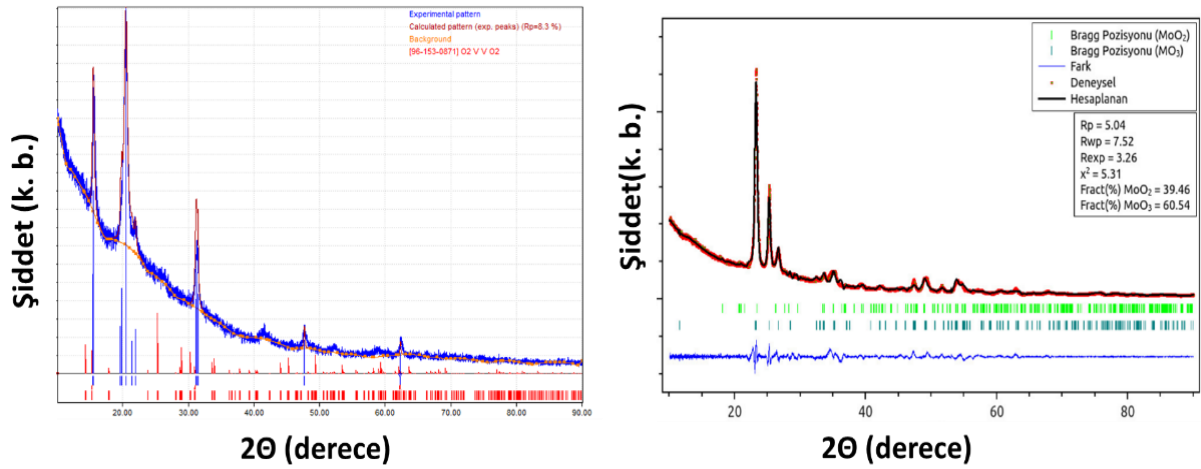 Experimental pattern
Calculated pattern (exp. peaks) (Rp=8.3 %)
Background
[96-153-0871] O2 V V O2
Şiddet (k. b.)
20.00 30.00 40.00 50.00 60.00 70.00 80.00 90.00
2Θ (derece)
Bragg Pozisyonu (MoO₂)
Bragg Pozisyonu (MO₃)
Fark
Deneysel
Hesaplanan
Rp = 5.04
Rwp = 7.52
Rexp = 3.26
x² = 5.31
Fract(%) MoO₂ = 39.46
Fract(%) MoO₃ = 60.54
Şiddet(k. b.)
20 40 60 80
2Θ (derece)